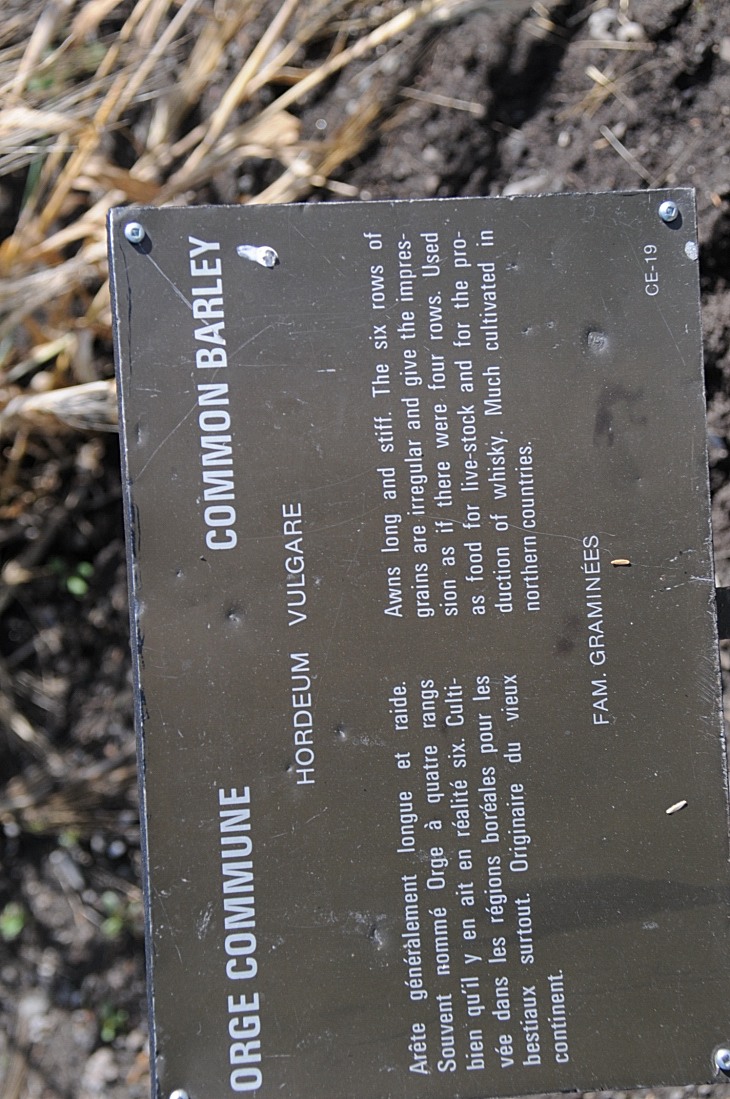 ORGE COMMUNE
COMMON BARLEY
HORDEUM VULGARE
Arête générâlement longue et raide.
Souvent nommé Orge à quatre rangs
bien qu'il y en ait en réalité six. Culti-
vée dans les régions boréales pour les
bestiaux surtout. Originaire du vieux
continent.
Awns long and stiff. The six rows of
grains are irregular and give the impres-
sion as if there were four rows. Used
as food for live-stock and for the pro-
duction of whisky. Much cultivated in
northern countries.
FAM. GRAMINÉES
CE-19